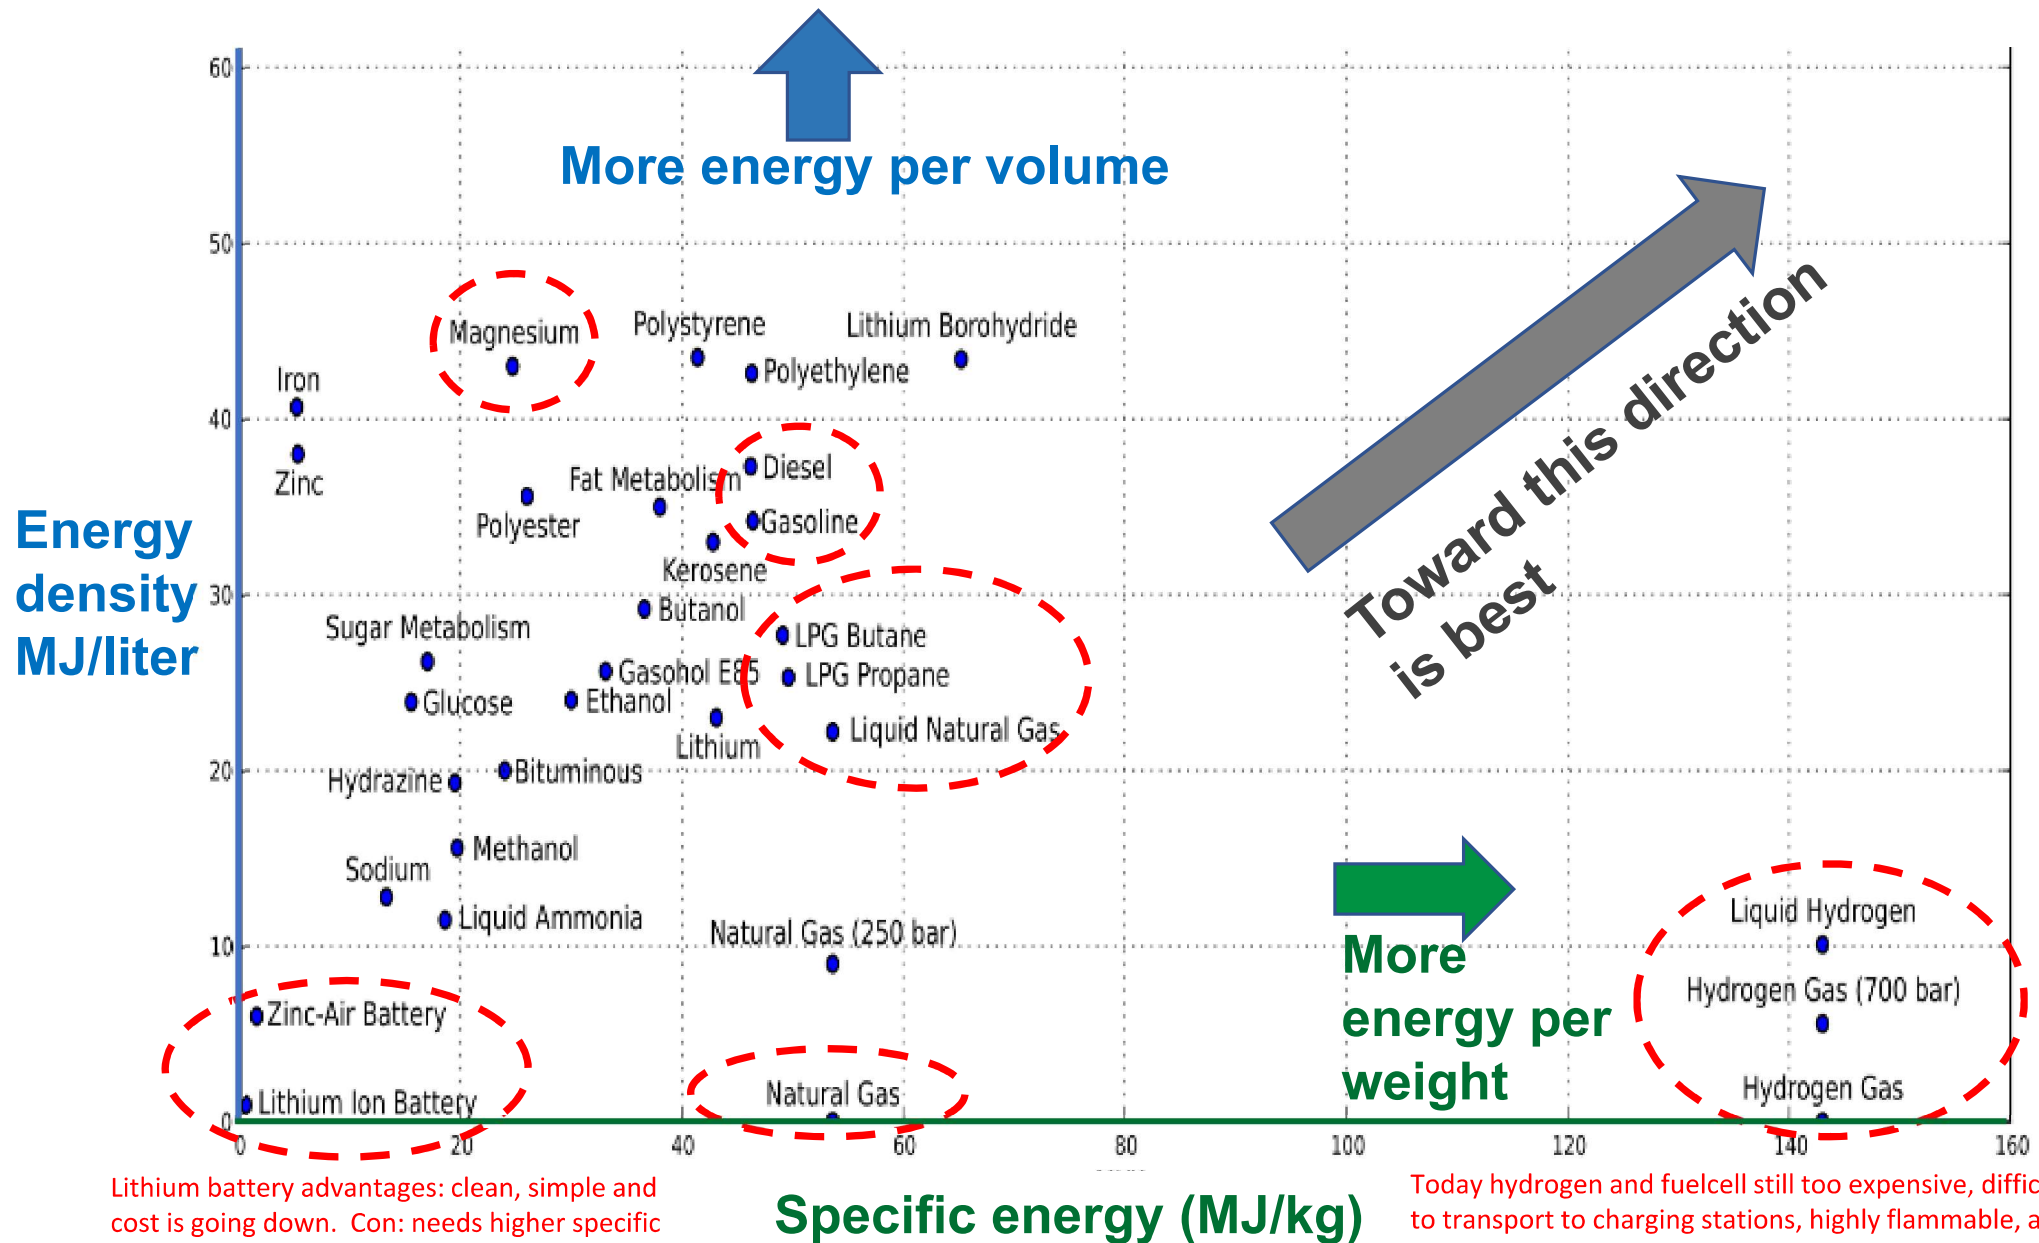 60
More energy per volume
50
Toward this direction
is best
Magnesium
Polystyrene
Lithium Borohydride
Polyethylene
Iron
40
Zinc
Diesel
Fat Metabolism
Gasoline
Polyester
Kerosene
Energy
density
MJ/liter
30
Butanol
Sugar Metabolism
LPG Butane
Gasohol E85
LPG Propane
Glucose
Ethanol
Liquid Natural Gas
Lithium
20
Hydrazine
Bituminous
Methanol
Sodium
Liquid Ammonia
Natural Gas (250 bar)
Liquid Hydrogen
10
More
energy per
weight
Hydrogen Gas (700 bar)
Zinc-Air Battery
Natural Gas
Hydrogen Gas
Lithium Ion Battery
0
0 20 40 60 80 100 120 140 160
Lithium battery advantages: clean, simple and
cost is going down. Con: needs higher specific
Specific energy (MJ/kg)
Today hydrogen and fuelcell still too expensive, diffic
to transport to charging stations, highly flammable, a